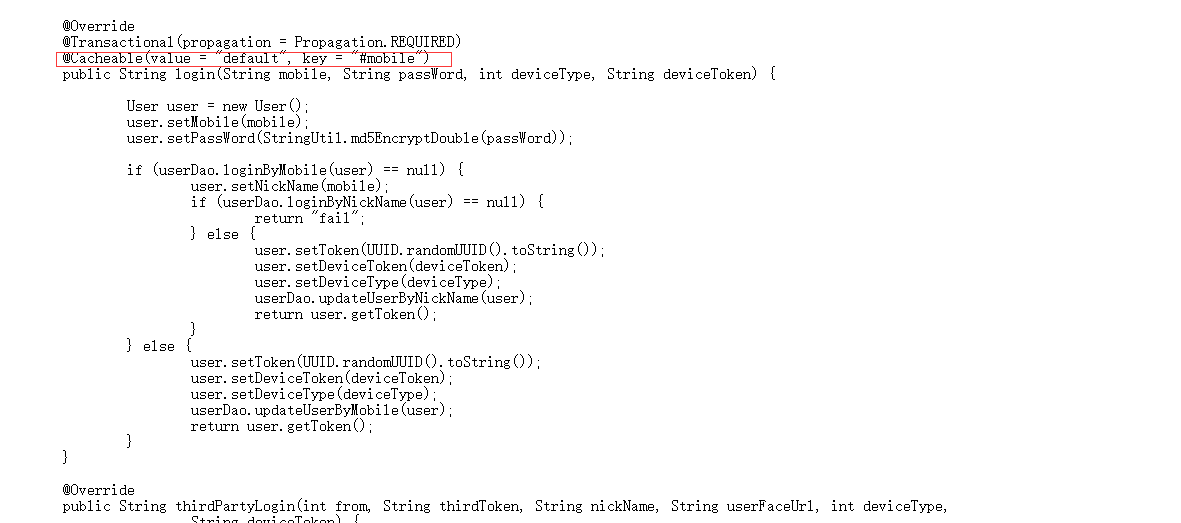 @Override
@Transactional(propagation = Propagation.REQUIRED)
@Cacheable(value = "default", key = "#mobile")
public String login(String mobile, String passWord, int deviceType, String deviceToken) {
User user = new User();
user.setMobile(mobile);
user.setPassWord(StringUtil.md5EncryptDouble(passWord));
if (userDao.loginByMobile(user) == null) {
user.setNickName(mobile);
if (userDao.loginByNickName(user) == null) {
return "fail";
} else {
user.setToken(UUID.randomUUID().toString());
user.setDeviceToken(deviceToken);
user.setDeviceType(deviceType);
userDao.updateUserByNickName(user);
return user.getToken();
}
} else {
user.setToken(UUID.randomUUID().toString());
user.setDeviceToken(deviceToken);
user.setDeviceType(deviceType);
userDao.updateUserByMobile(user);
return user.getToken();
}
}
@Override
public String thirdPartyLogin(int from, String thirdToken, String nickName, String userFaceUrl, int deviceType,
String deviceToken) {